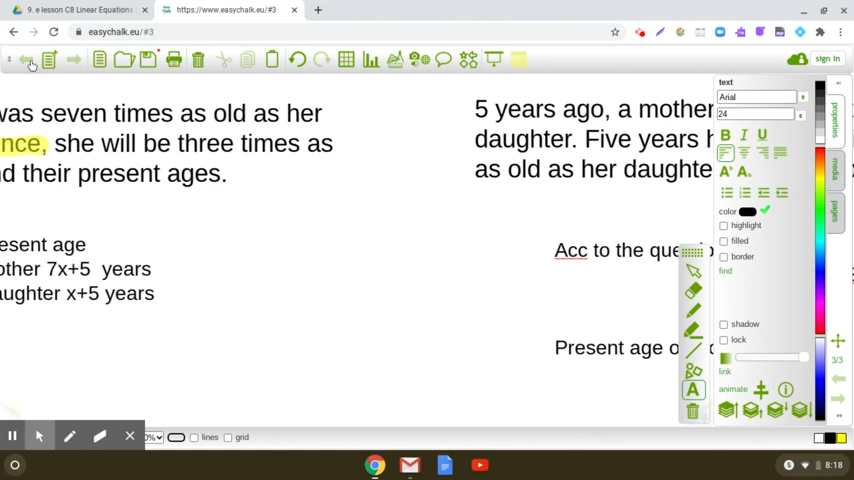 9. e lesson C8 Linear Equations
https://www.easychalk.eu/#3
easychalk.eu/#3
sign in
was seven times as old as her
nce, she will be three times as
nd their present ages.
esent age
other 7x+5 years
aughter x+5 years
5 years ago, a mother
daughter. Five years h
as old as her daughte
Acc to the que
Present age o
text
Arial
24
B I U
A A
color
highlight
filled
border
find
shadow
lock
link
animate
properties
media
pages
3/3
A
0%
lines
grid
8:18